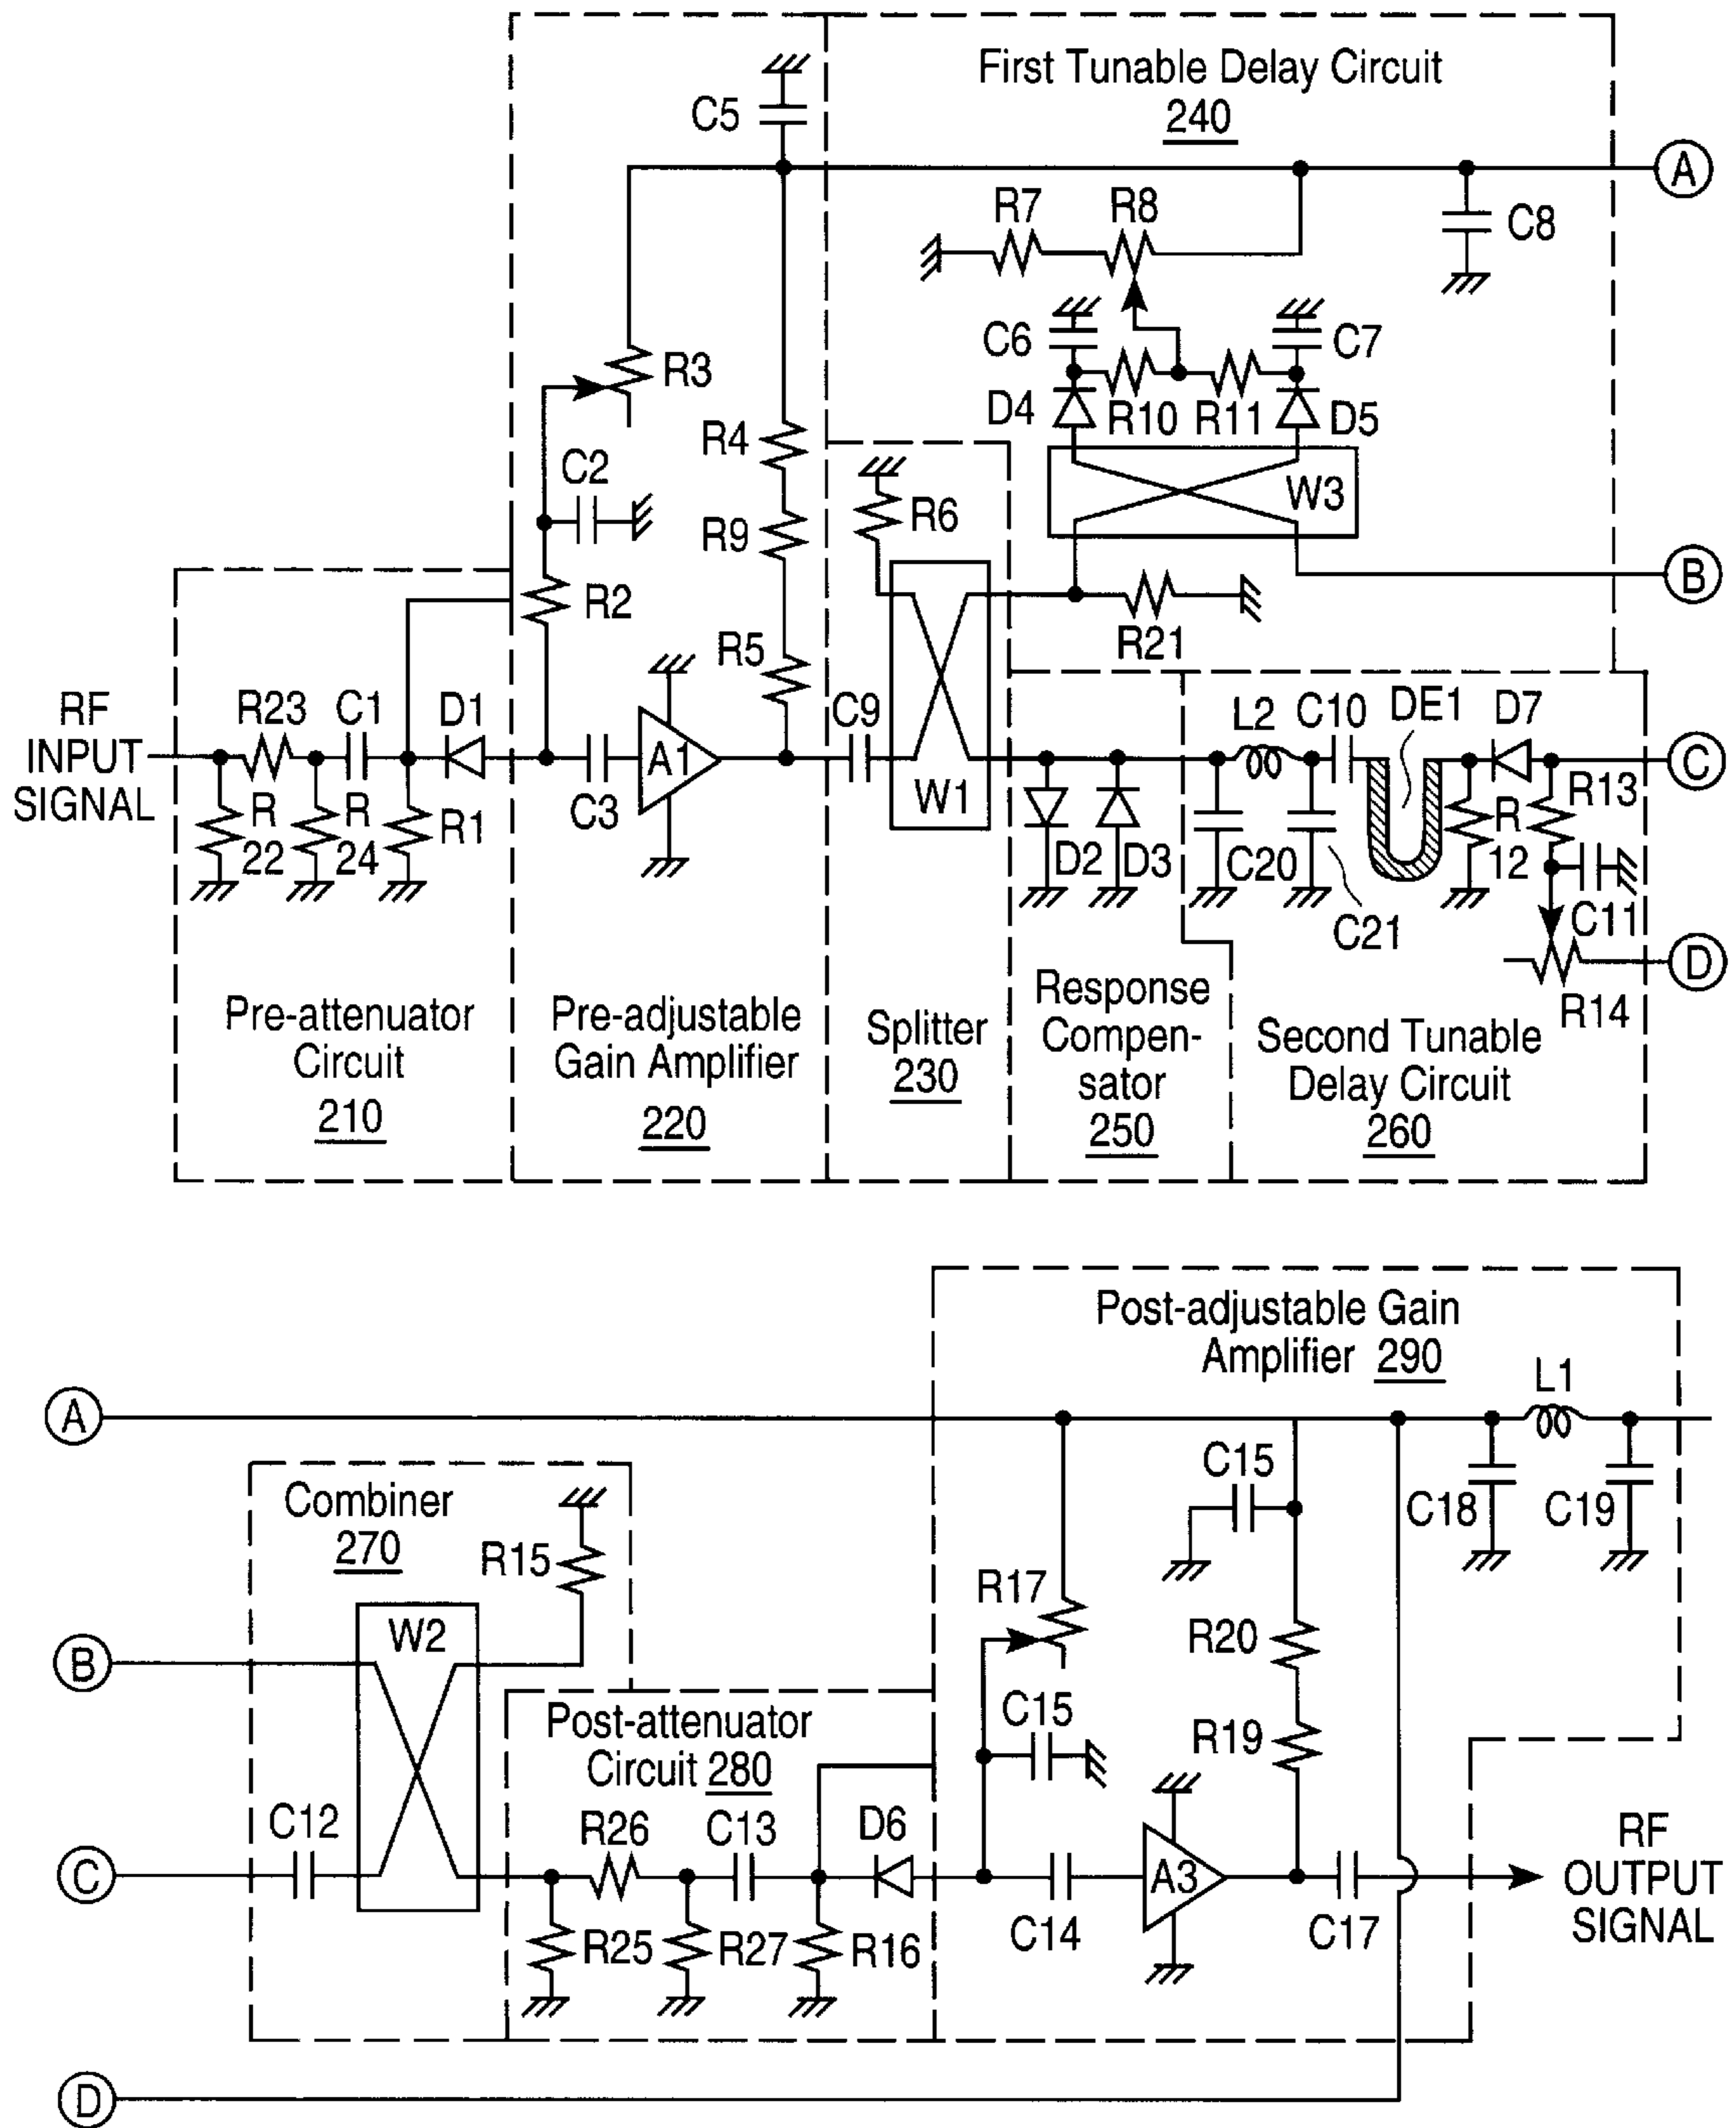 First Tunable Delay Circuit
240
C5
A
R7
R8
C8
C6
C7
R3
D4
R10
R11
D5
R4
C2
W3
R6
R9
B
R2
R21
R5
RF
INPUT
SIGNAL
R23
C1
D1
C9
L2
C10
DE1
D7
C
A1
W1
R13
R
22
R
24
R1
C3
D2
D3
C20
R
12
C21
C11
D
R14
Pre-attenuator
Circuit
210
Pre-adjustable
Gain Amplifier
220
Splitter
230
Response
Compen-
sator
250
Second Tunable
Delay Circuit
260
Post-adjustable Gain
Amplifier 290
L1
A
C15
C18
C19
Combiner
270
R15
R17
R20
W2
B
C15
R19
Post-attenuator
Circuit 280
C12
R26
C13
D6
C
A3
RF
OUTPUT
SIGNAL
R25
R27
R16
C14
C17
D